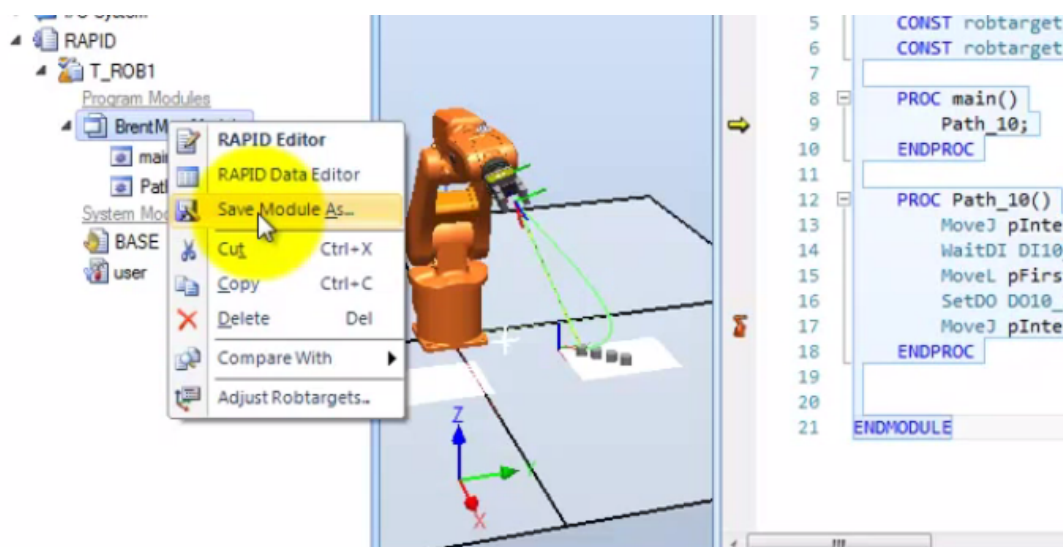 RAPID
T_ROB1
Program Modules
BrentM
mai
Pat
System Mod
BASE
user
RAPID Editor
RAPID Data Editor
Save Module As...
Cut Ctrl+X
Copy Ctrl+C
Delete Del
Compare With
Adjust Robtargets...
Z
Y
X
5 CONST robtarget
6 CONST robtarget
7
8 PROC main()
9 Path_10;
10 ENDPROC
11
12 PROC Path_10()
13 MoveJ pInte
14 WaitDI DI10
15 MoveL pFirs
16 SetDO DO10_
17 MoveJ pInte
18 ENDPROC
19
20
21 ENDMODULE